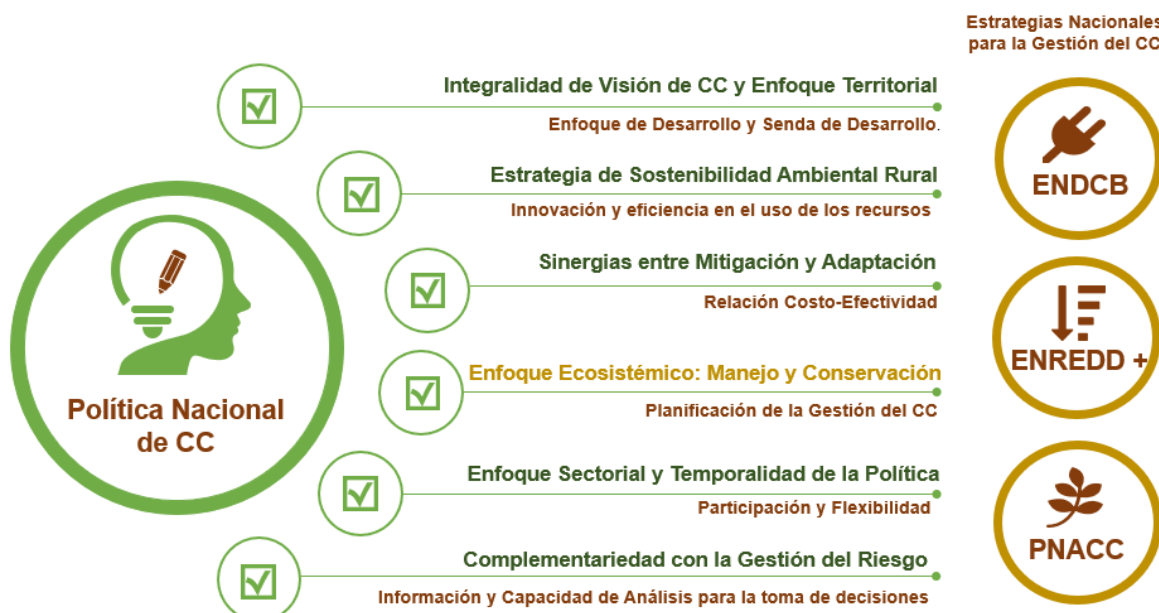 Estrategias Nacionales
para la Gestión del CC
Integralidad de Visión de CC y Enfoque Territorial
Enfoque de Desarrollo y Senda de Desarrollo.
Estrategia de Sostenibilidad Ambiental Rural
Innovación y eficiencia en el uso de los recursos
Sinergias entre Mitigación y Adaptación
Relación Costo-Efectividad
Enfoque Ecosistémico: Manejo y Conservación
Planificación de la Gestión del CC
Enfoque Sectorial y Temporalidad de la Política
Participación y Flexibilidad
Complementariedad con la Gestión del Riesgo
Información y Capacidad de Análisis para la toma de decisiones
Política Nacional
de CC
ENDCB
ENREDD +
PNACC